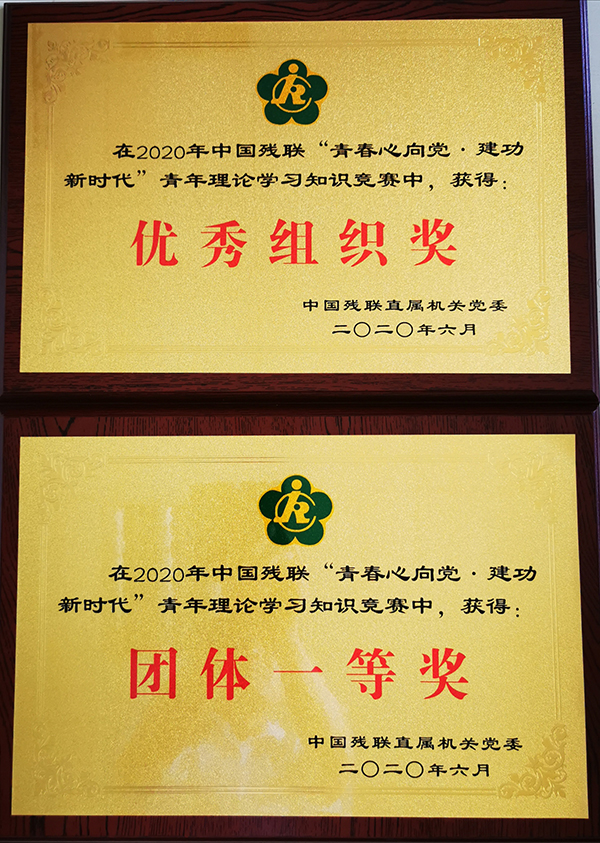 在2020年中国残联“青春心向党·建功
新时代”青年理论学习知识竞赛中，获得：
优秀组织奖
中国残联直属机关党委
二〇二〇年六月
在2020年中国残联“青春心向党·建功
新时代”青年理论学习知识竞赛中，获得：
团体一等奖
中国残联直属机关党委
二〇二〇年六月